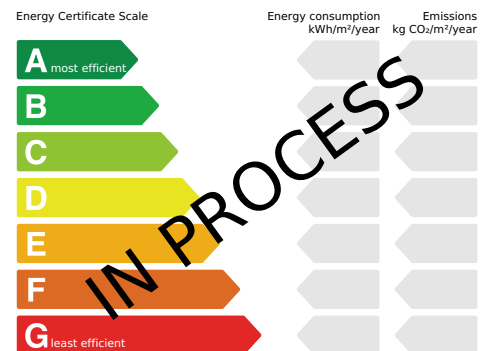 Energy Certificate Scale
Energy consumption
kWh/m²/year
Emissions
kg CO₂/m²/year
A most efficient
B
C
D
E
F
G least efficient
IN PROCESS